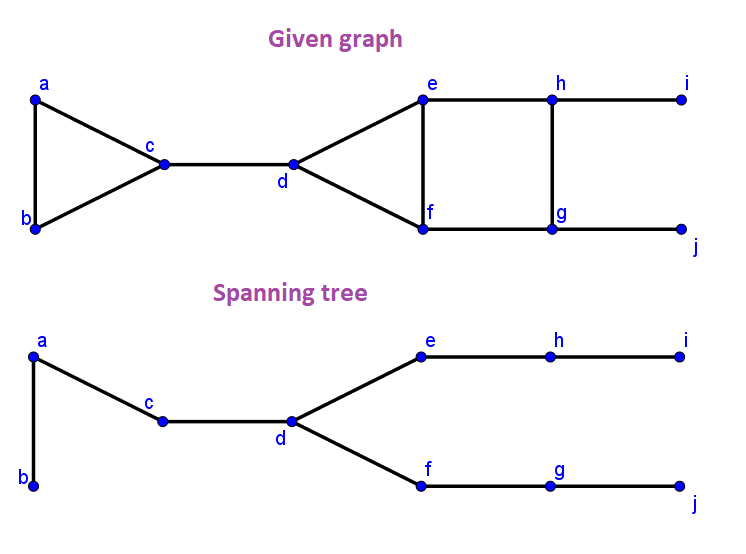 Given graph
a e h i
c
d
b f g
j
Spanning tree
a e h i
c
d
b f g
j